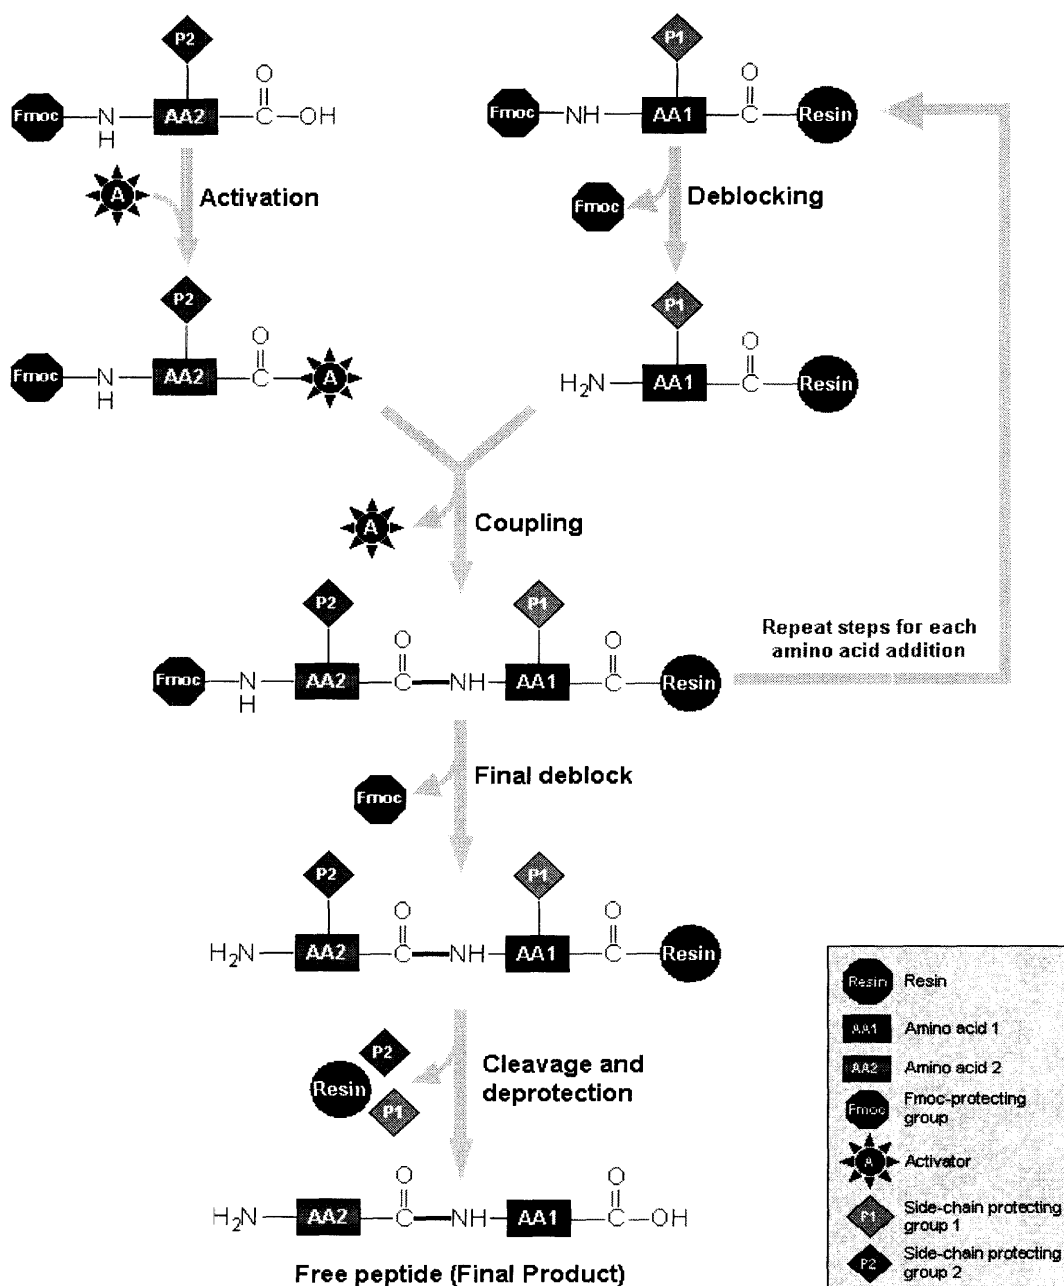 P2
P1
O
O
Fmoc
N
H
AA2
C
OH
Fmoc
NH
AA1
C
Resin
A
Activation
Fmoc
Deblocking
P2
P1
O
O
Fmoc
N
H
AA2
C
A
H2N
AA1
C
Resin
A
Coupling
P2
P1
Repeat steps for each
amino acid addition
O
O
Fmoc
N
H
AA2
C
NH
AA1
C
Resin
Final deblock
Fmoc
P2
P1
O
O
H2N
AA2
C
NH
AA1
C
Resin
P2
Resin
P1
Cleavage and
deprotection
O
O
H2N
AA2
C
NH
AA1
C
OH
Free peptide (Final Product)
Resin Resin
AA1 Amino acid 1
AA2 Amino acid 2
Fmoc Fmoc-protecting
group
A Activator
P1 Side-chain protecting
group 1
P2 Side-chain protecting
group 2